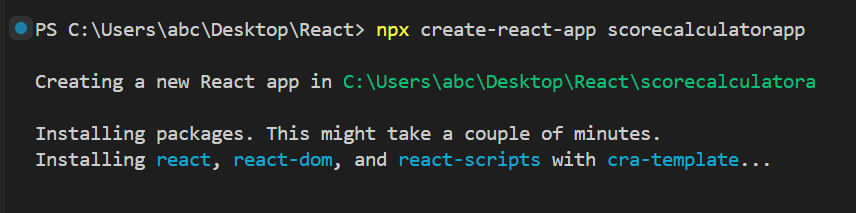 PS C:\Users\abc\Desktop\React> npx create-react-app scorecalculatorapp
Creating a new React app in C:\Users\abc\Desktop\React\scorecalculatora
Installing packages. This might take a couple of minutes.
Installing react, react-dom, and react-scripts with cra-template...